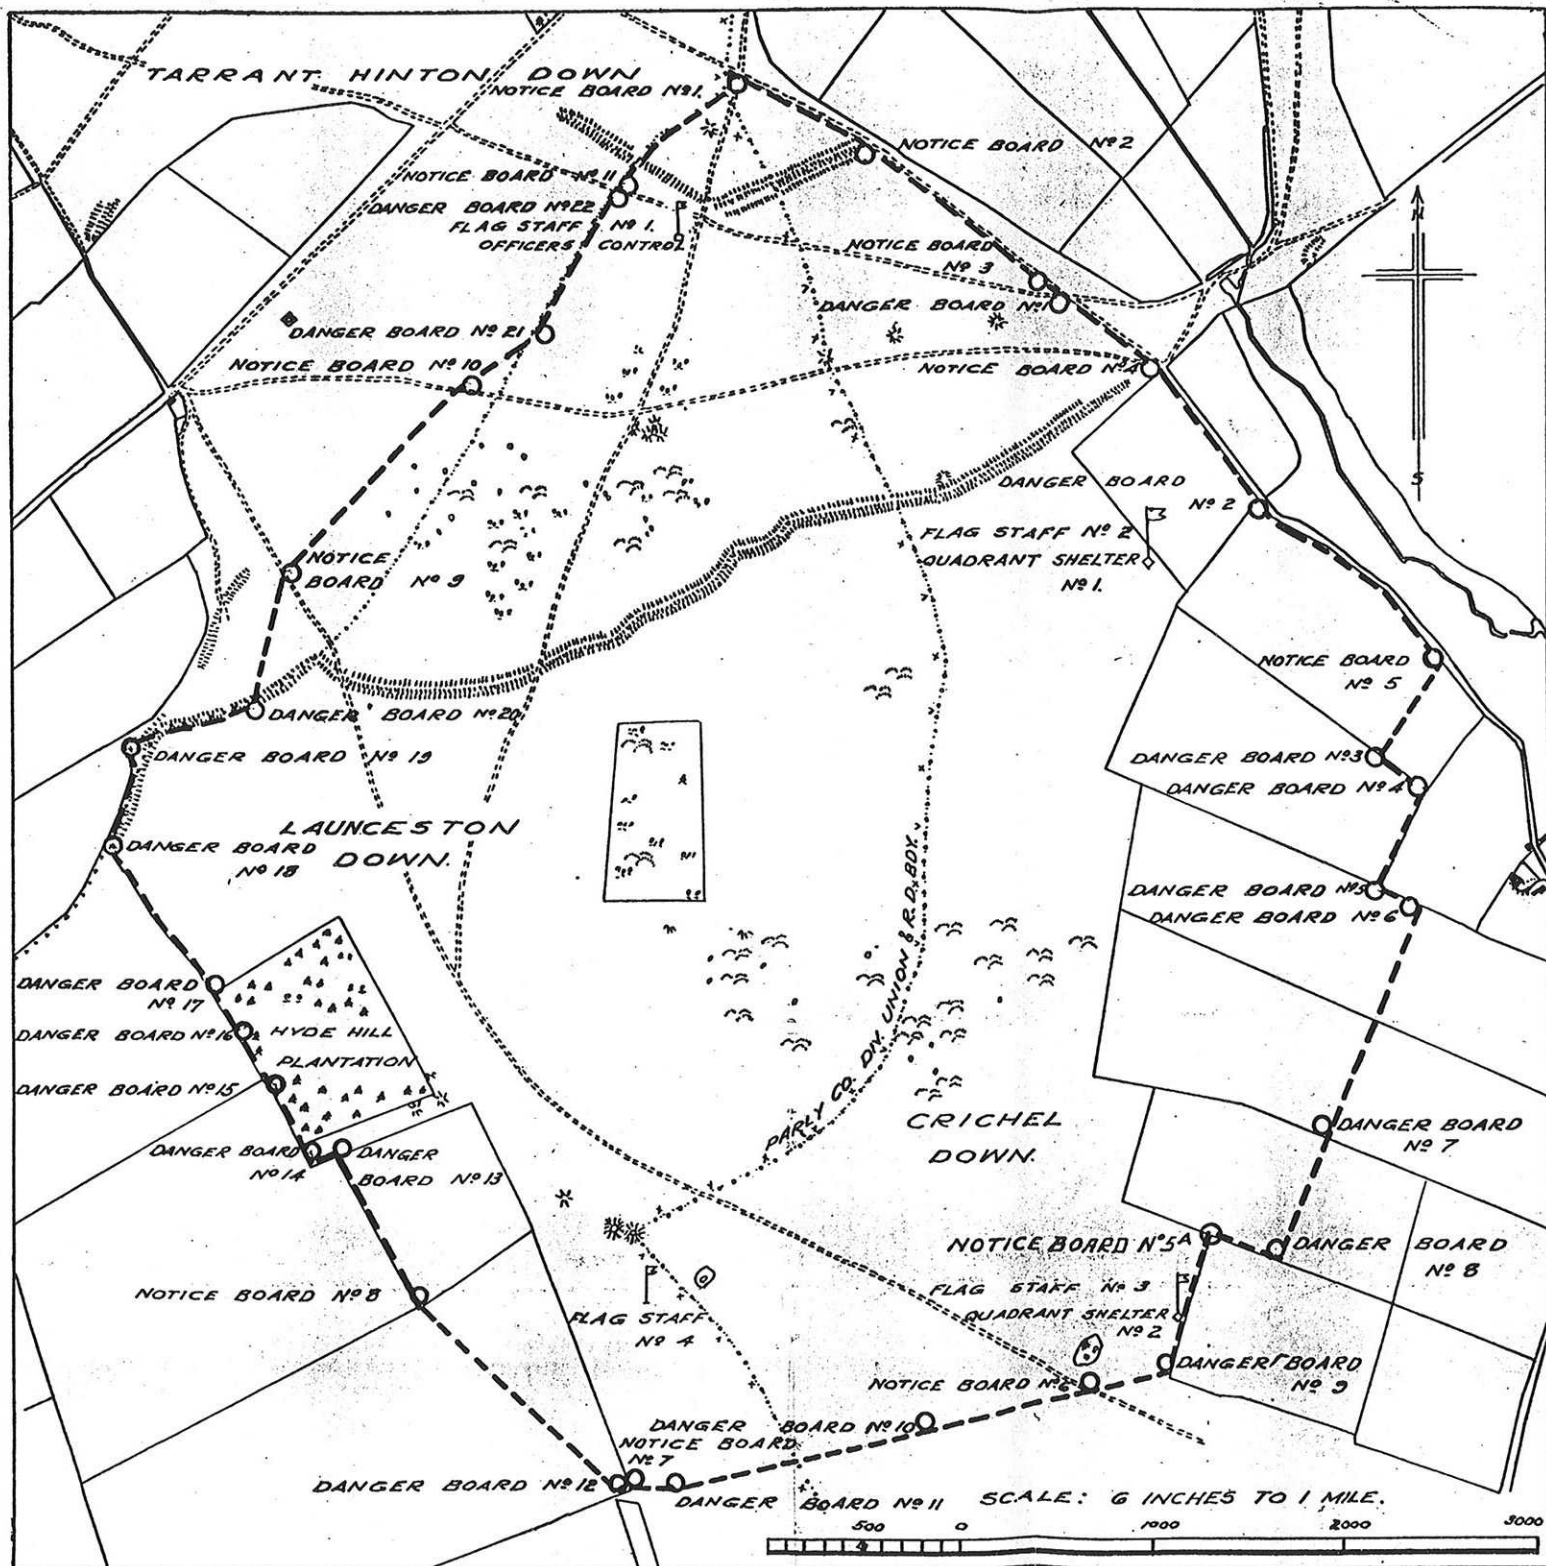 TARRANT HINTON DOWN
NOTICE BOARD Nº1.
NOTICE BOARD Nº2
NOTICE BOARD Nº 11
DANGER BOARD Nº22
FLAG STAFF Nº 1.
OFFICERS CONTROL
NOTICE BOARD
Nº 3
N
DANGER BOARD Nº1
DANGER BOARD Nº 21
NOTICE BOARD Nº 10
NOTICE BOARD Nº4
S
DANGER BOARD
Nº 2
FLAG STAFF Nº 2
QUADRANT SHELTER
Nº 1.
NOTICE
BOARD Nº 9
NOTICE BOARD
Nº 5
DANGER BOARD Nº20
DANGER BOARD Nº 19
DANGER BOARD Nº3
DANGER BOARD Nº4
LAUNCESTON
DOWN.
DANGER BOARD
Nº 18
DANGER BOARD Nº5
DANGER BOARD Nº6
PARLY CO. DIV. UNION & R.D. BDY.
DANGER BOARD
Nº 17
DANGER BOARD Nº16
HYDE HILL
PLANTATION
DANGER BOARD Nº15
CRICHEL
DOWN.
DANGER BOARD
Nº 7
DANGER BOARD
Nº 14
DANGER
BOARD Nº 13
NOTICE BOARD Nº5A
DANGER BOARD
Nº 8
NOTICE BOARD Nº 8
FLAG STAFF Nº 3
QUADRANT SHELTER
Nº 2
FLAG STAFF
Nº 4
DANGER BOARD
Nº 9
NOTICE BOARD Nº6
DANGER BOARD Nº10
NOTICE BOARD
Nº 7
DANGER BOARD Nº 12
DANGER BOARD Nº 11
SCALE: 6 INCHES TO 1 MILE.
500 0 1000 2000 3000